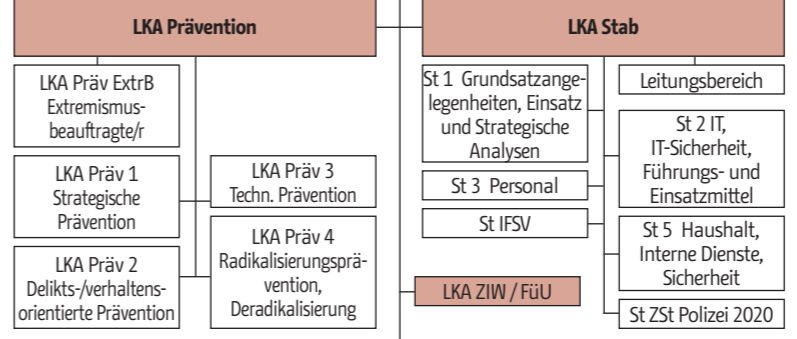 LKA Prävention
LKA Präv ExtrB
Extremismus-
beauftragte/r
LKA Präv 1
Strategische
Prävention
LKA Präv 2
Delikts-/verhaltens-
orientierte Prävention
LKA Präv 3
Techn. Prävention
LKA Präv 4
Radikalisierungsprä-
vention,
Deradikalisierung
LKA Stab
St 1 Grundsatzange-
legenheiten, Einsatz
und Strategische
Analysen
St 3 Personal
St IFSV
Leitungsbereich
St 2 IT,
IT-Sicherheit,
Führungs- und
Einsatzmittel
St 5 Haushalt,
Interne Dienste,
Sicherheit
St ZSt Polizei 2020
LKA ZIW / FüU